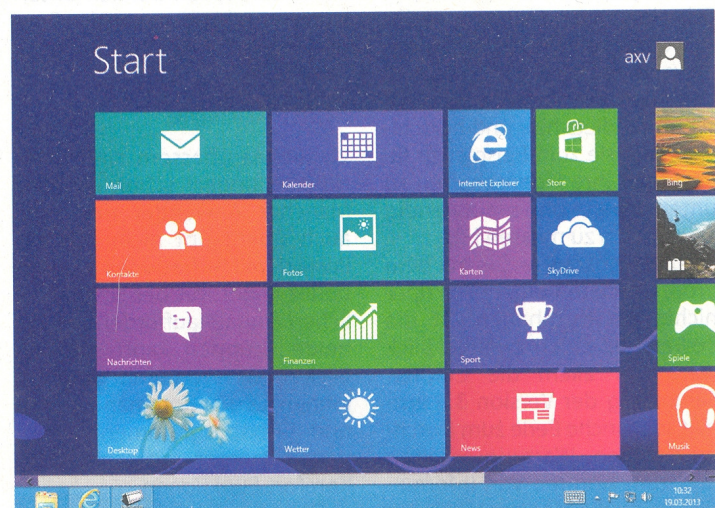 Start
axv
Mail
Kalender
Internet Explorer
Store
Bing
Kontakte
Fotos
Karten
SkyDrive
Nachrichten
Finanzen
Sport
Spiele
Desktop
Wetter
News
Musik
10:32
19.03.2013